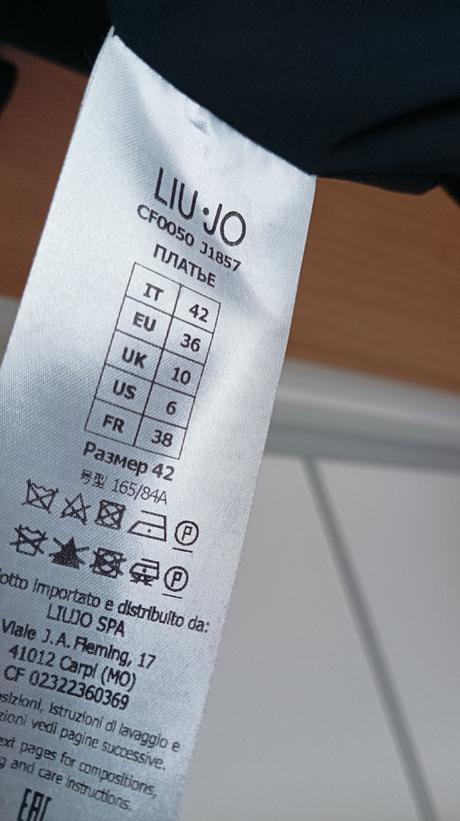 LIU·JO
CF0050 J1857
ПЛАТЬЕ
IT 42
EU 36
UK 10
US 6
FR 38
Размер 42
号型 165/84A
P
P
otto importato e distribuito da:
LIUJO SPA
Viale J.A. Fleming, 17
41012 Carpi (MO)
CF 02322360369
sizioni, istruzioni di lavaggio e
zioni vedi pagine successive.
ext pages for compositions,
g and care instructions.
EAC